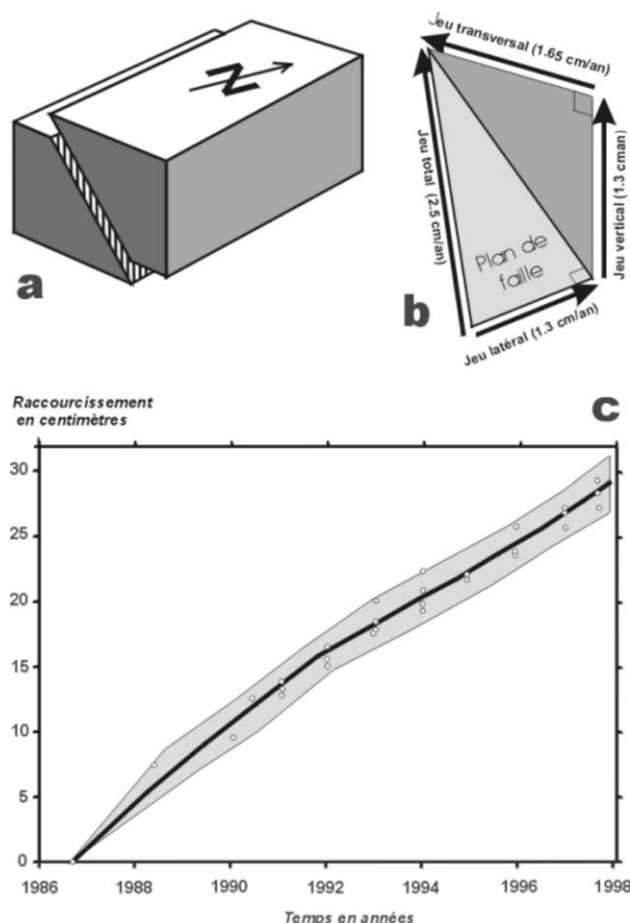 N
a
Jeu transversal (1.65 cm/an)
Jeu total (2.5 cm/an)
Jeu vertical (1.3 cman)
Plan de
faille
Jeu latéral (1.3 cm/an)
b
Raccourcissement
en centimètres
c
30
25
20
15
10
5
0
1986
1988
1990
1992
1994
1996
1998
Temps en années